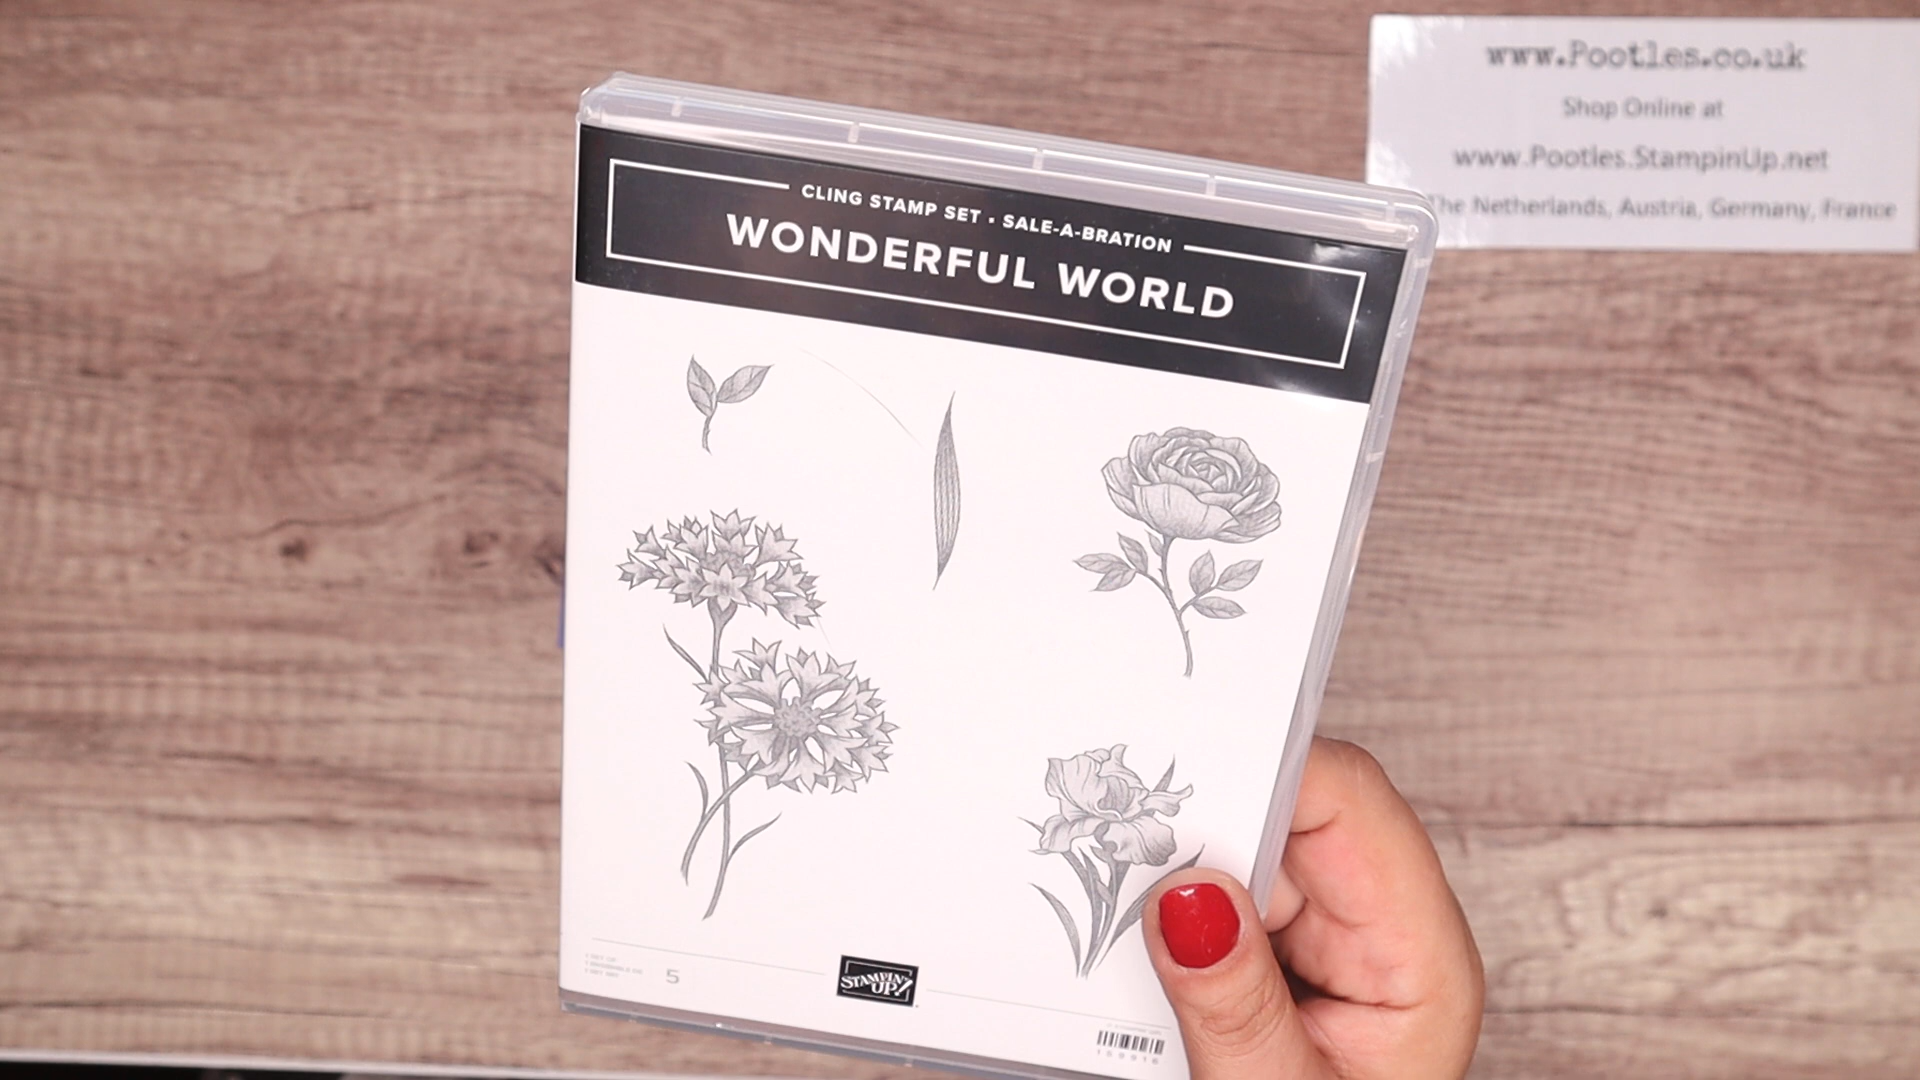 www.Pootles.co.uk
Shop Online at
www.Pootles.StampinUp.net
The Netherlands, Austria, Germany, France
CLING STAMP SET • SALE-A-BRATION
WONDERFUL WORLD
5
STAMPIN' UP!